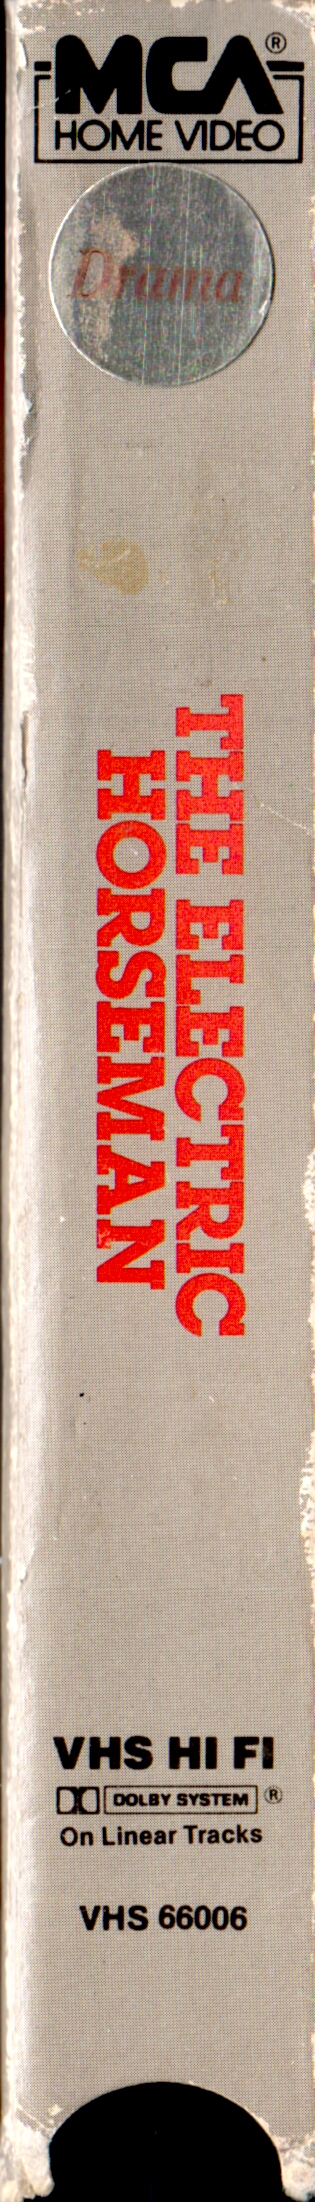 MCA®
HOME VIDEO
Drama
THE ELECTRIC
HORSEMAN
VHS HI FI
DOLBY SYSTEM ®
On Linear Tracks
VHS 66006